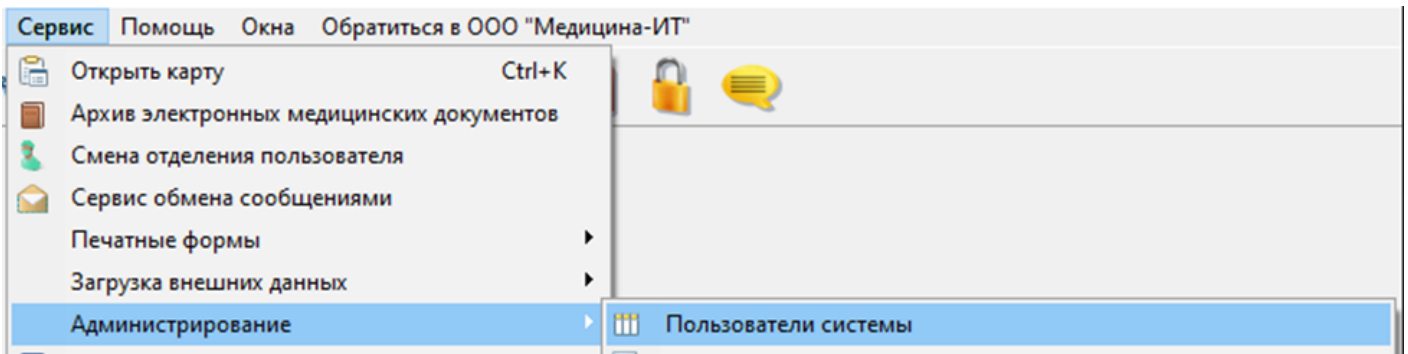 Сервис Помощь Окна Обратиться в ООО "Медицина-ИТ"
Открыть карту Ctrl+K
Архив электронных медицинских документов
Смена отделения пользователя
Сервис обмена сообщениями
Печатные формы
Загрузка внешних данных
Администрирование Пользователи системы